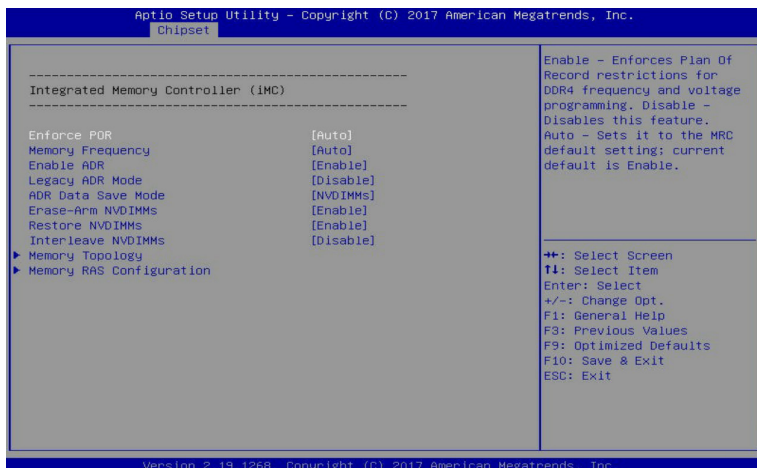 Aptio Setup Utility – Copyright (C) 2017 American Megatrends, Inc.
Chipset
------------------------------------------------
Integrated Memory Controller (iMC)
------------------------------------------------
Enforce POR [Auto]
Memory Frequency [Auto]
Enable ADR [Enable]
Legacy ADR Mode [Disable]
ADR Data Save Mode [NVDIMMs]
Erase-Arm NVDIMMs [Enable]
Restore NVDIMMs [Enable]
Interleave NVDIMMs [Disable]
Memory Topology
Memory RAS Configuration
Enable – Enforces Plan Of
Record restrictions for
DDR4 frequency and voltage
programming. Disable –
Disables this feature.
Auto – Sets it to the MRC
default setting; current
default is Enable.
→←: Select Screen
↑↓: Select Item
Enter: Select
+/-: Change Opt.
F1: General Help
F3: Previous Values
F9: Optimized Defaults
F10: Save & Exit
ESC: Exit
Version 2.19.1268. Copyright (C) 2017 American Megatrends, Inc.